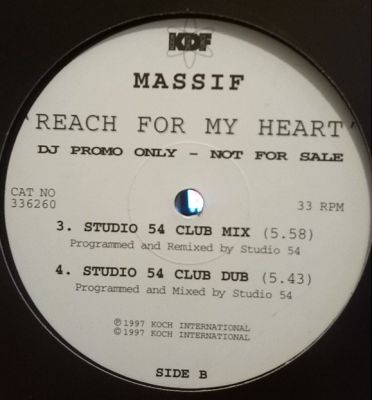 KDF
MASSIF
'REACH FOR MY HEART'
DJ PROMO ONLY - NOT FOR SALE
CAT NO
336260
33 RPM
3. STUDIO 54 CLUB MIX (5.58)
Programmed and Remixed by Studio 54
4. STUDIO 54 CLUB DUB (5.43)
Programmed and Mixed by Studio 54
℗ 1997 KOCH INTERNATIONAL
© 1997 KOCH INTERNATIONAL
SIDE B